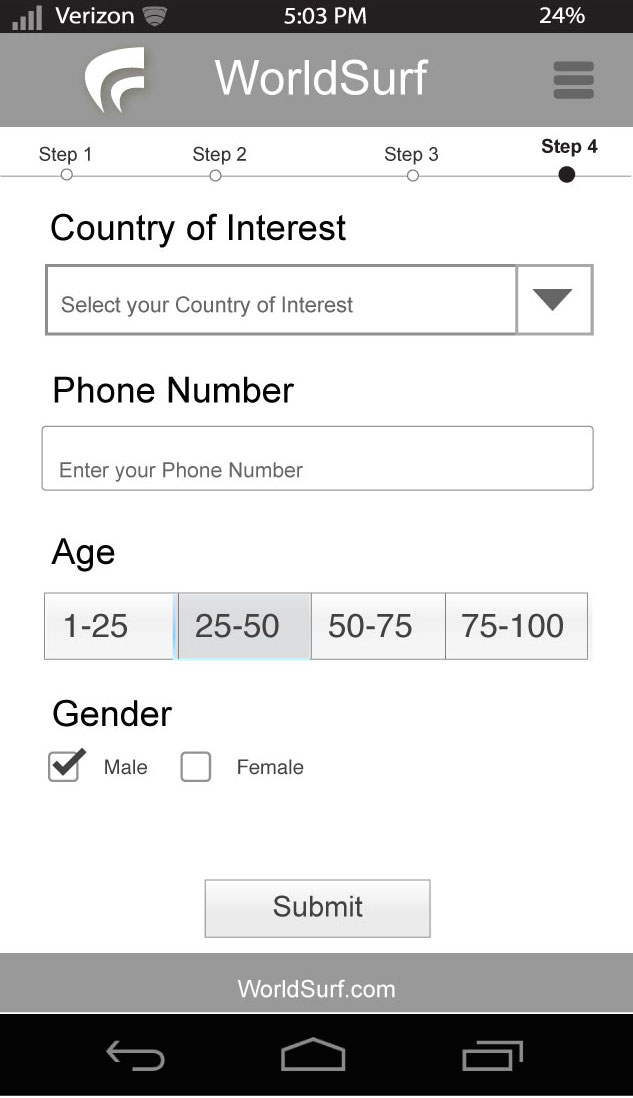 Verizon 5:03 PM 24%
WorldSurf
Step 1 Step 2 Step 3 Step 4
Country of Interest
Select your Country of Interest
Phone Number
Enter your Phone Number
Age
1-25 25-50 50-75 75-100
Gender
Male Female
Submit
WorldSurf.com